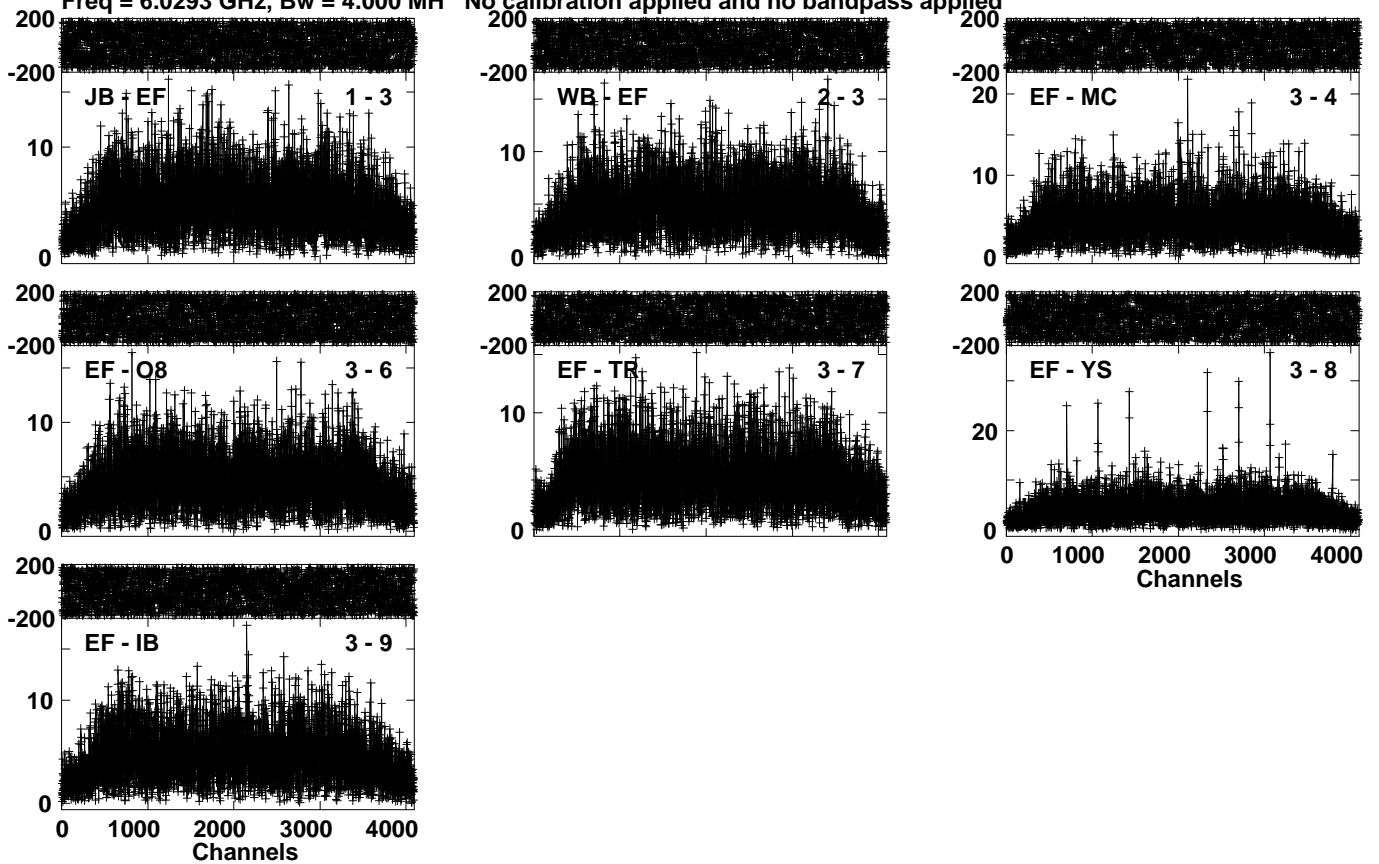 Freq = 6.0293 GHz, Bw = 4.000 MH No calibration applied and no bandpass applied
200
-200
JB - EF 1 - 3
10
0
WB - EF 2 - 3
10
0
200
-200
20
EF - MC 3 - 4
10
0
200
-200
EF - O8 3 - 6
10
0
EF - TR 3 - 7
10
0
200
-200
EF - YS 3 - 8
20
0
0 1000 2000 3000 4000
Channels
200
-200
EF - IB 3 - 9
10
0
0 1000 2000 3000 4000
Channels